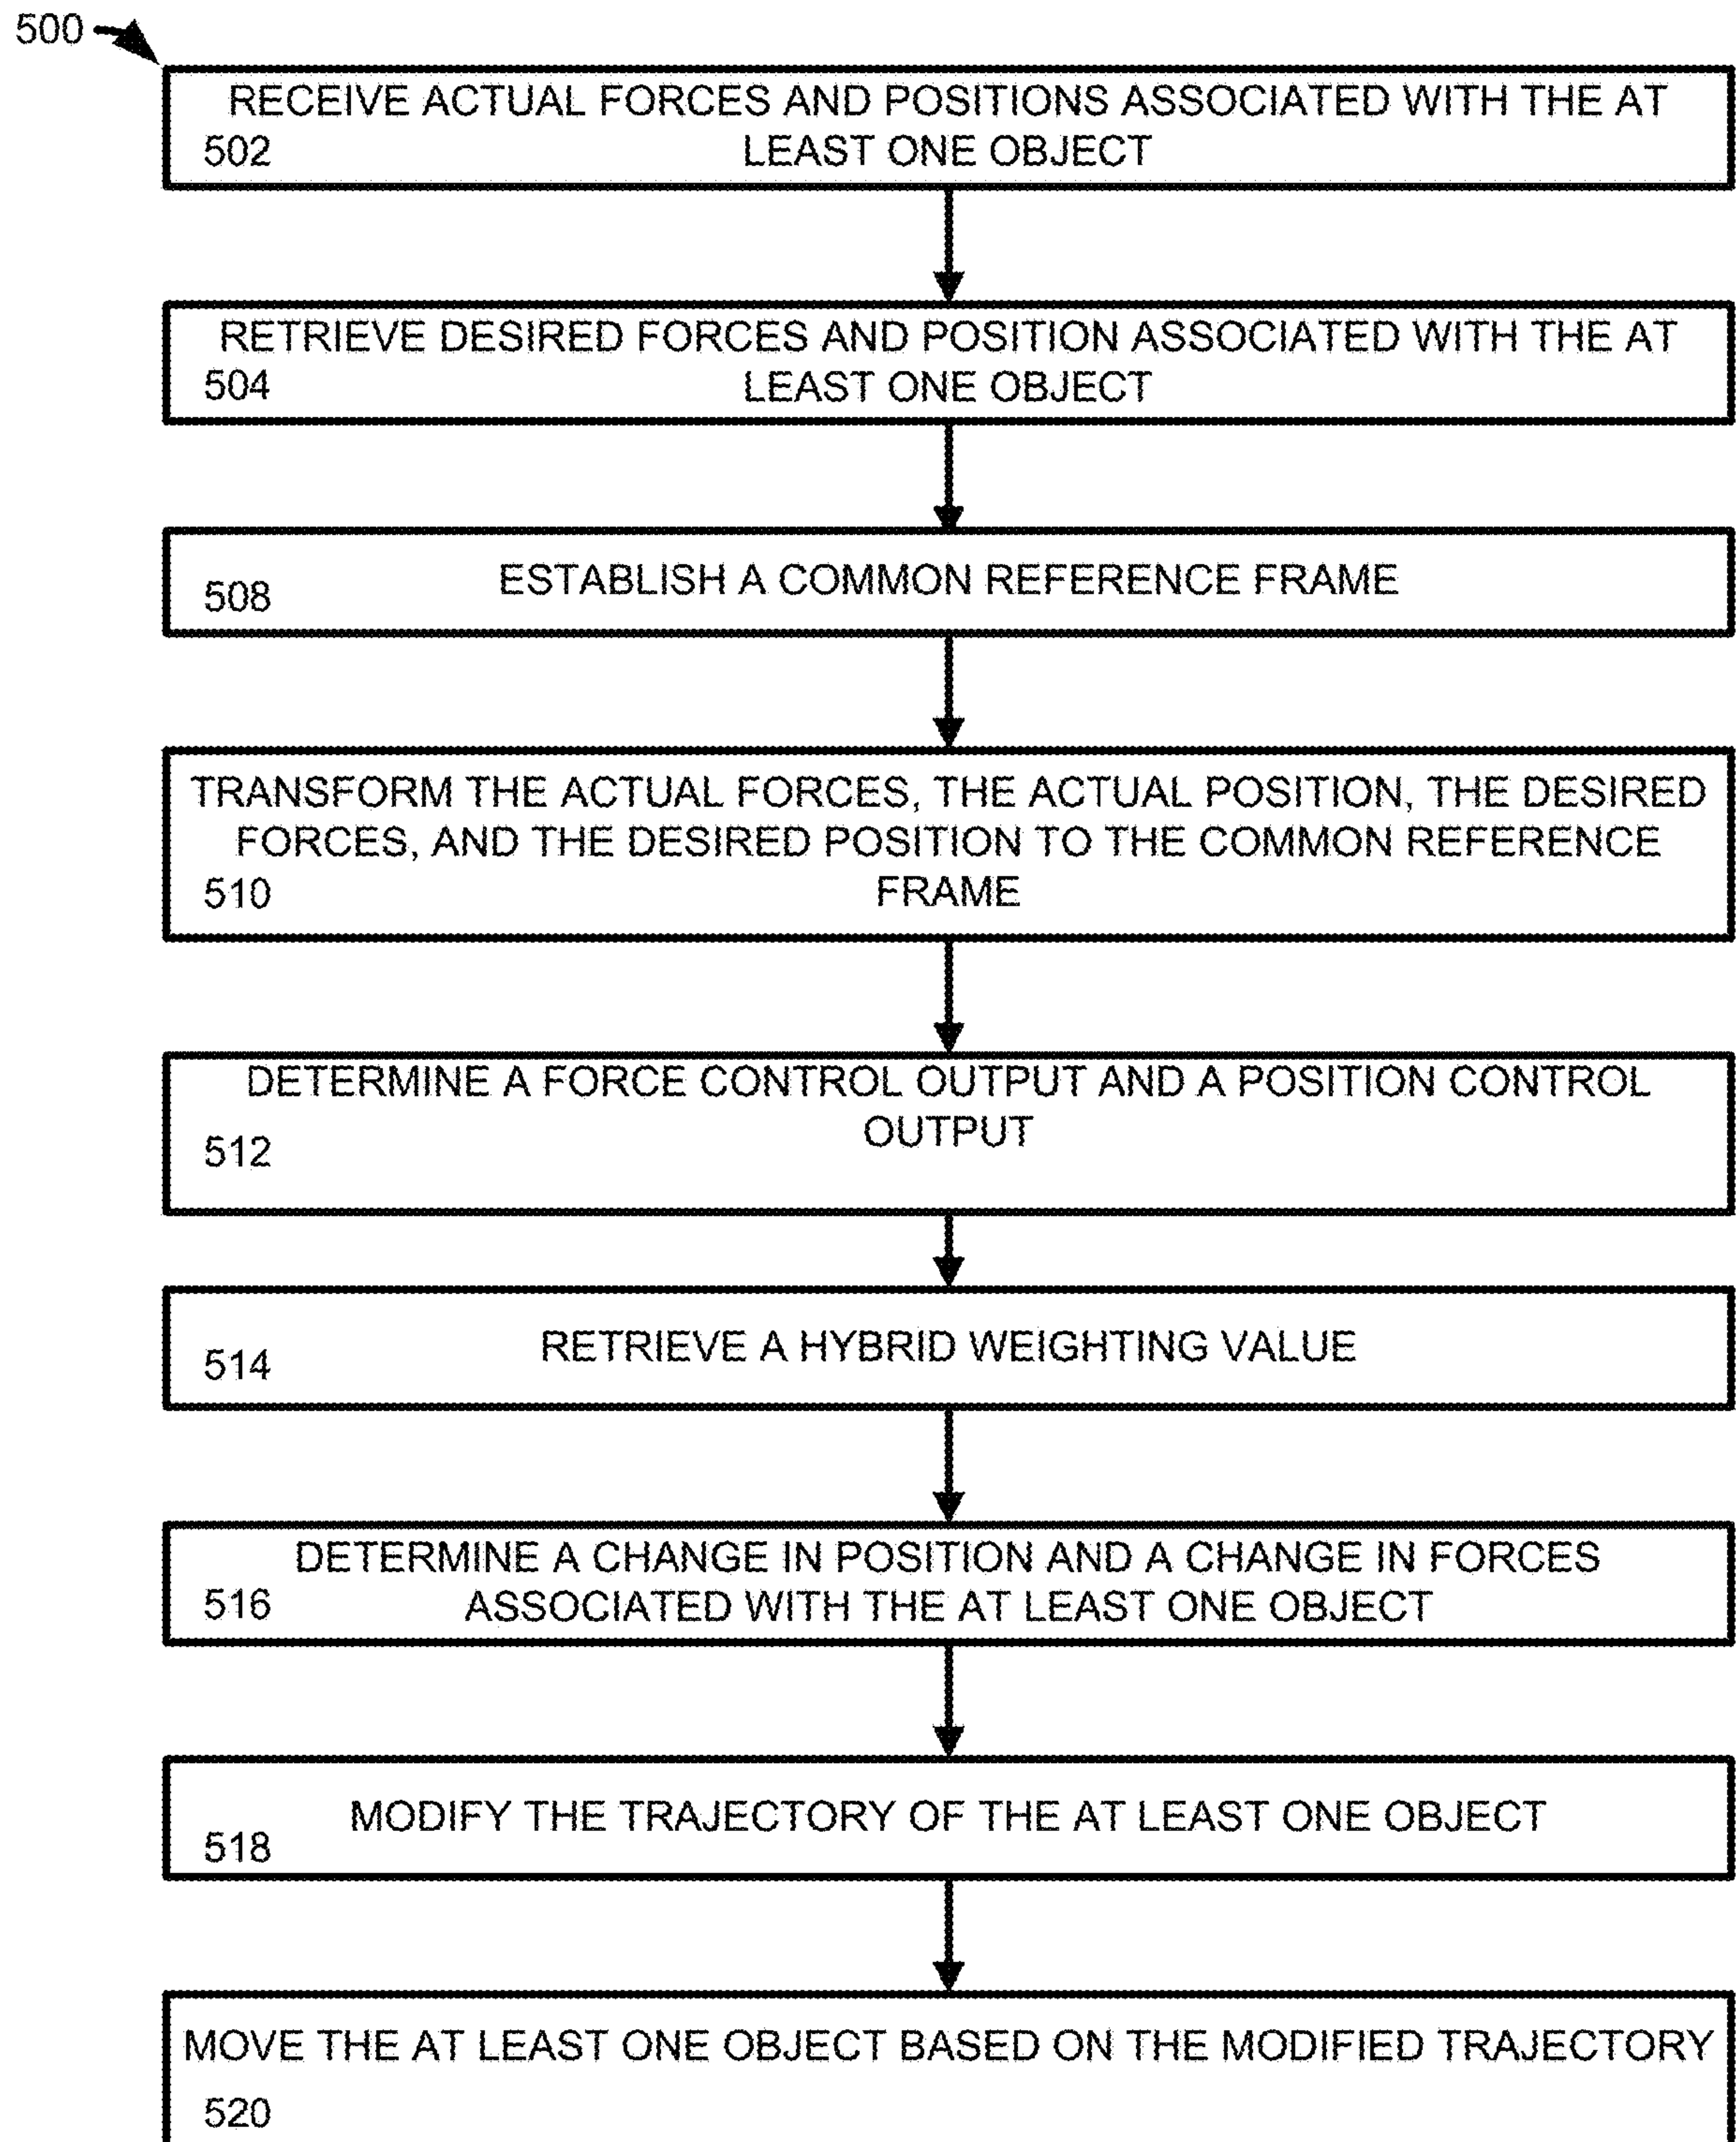 500
RECEIVE ACTUAL FORCES AND POSITIONS ASSOCIATED WITH THE AT
502 LEAST ONE OBJECT
RETRIEVE DESIRED FORCES AND POSITION ASSOCIATED WITH THE AT
504 LEAST ONE OBJECT
508 ESTABLISH A COMMON REFERENCE FRAME
TRANSFORM THE ACTUAL FORCES, THE ACTUAL POSITION, THE DESIRED
FORCES, AND THE DESIRED POSITION TO THE COMMON REFERENCE
510 FRAME
DETERMINE A FORCE CONTROL OUTPUT AND A POSITION CONTROL
OUTPUT
512
RETRIEVE A HYBRID WEIGHTING VALUE
514
DETERMINE A CHANGE IN POSITION AND A CHANGE IN FORCES
516 ASSOCIATED WITH THE AT LEAST ONE OBJECT
MODIFY THE TRAJECTORY OF THE AT LEAST ONE OBJECT
518
MOVE THE AT LEAST ONE OBJECT BASED ON THE MODIFIED TRAJECTORY
520